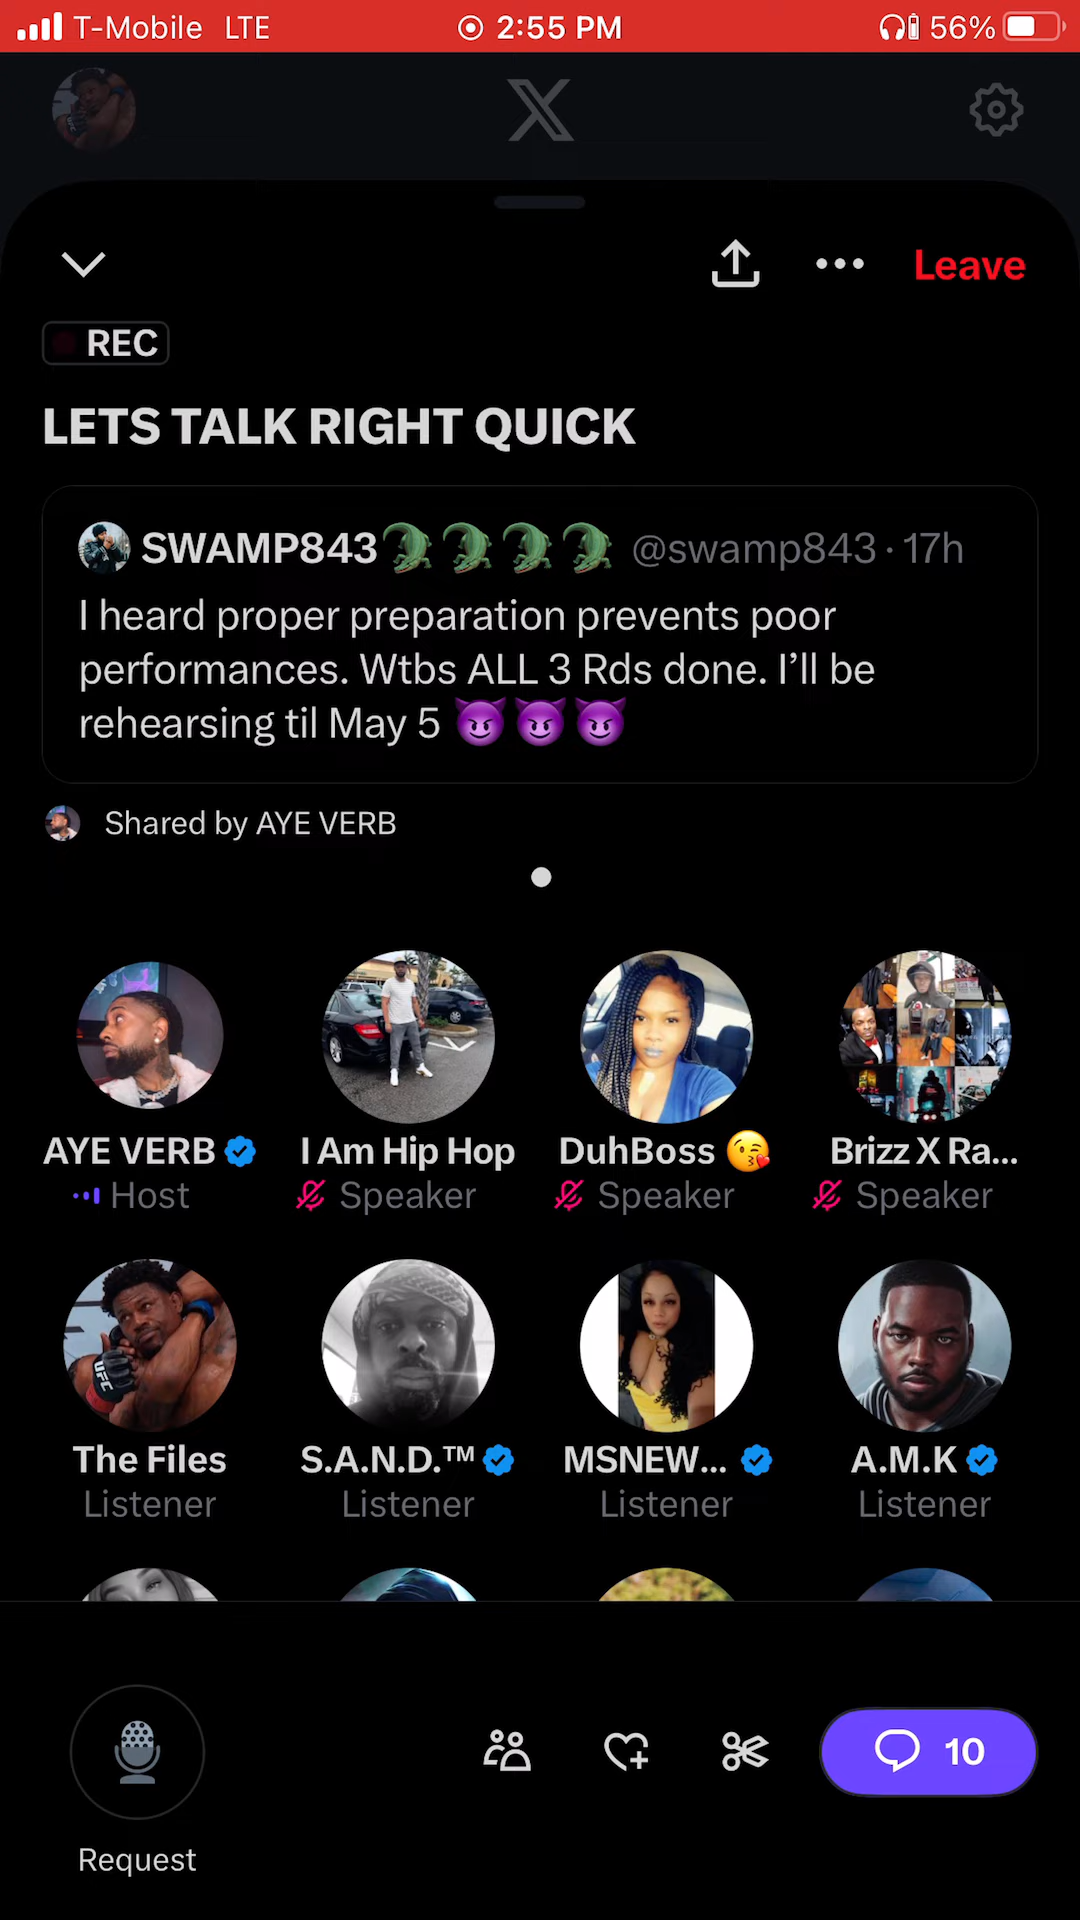 T-Mobile LTE 2:55 PM 56%
Leave
REC
LETS TALK RIGHT QUICK
SWAMP843🐊🐊🐊🐊 @swamp843 · 17h
I heard proper preparation prevents poor
performances. Wtbs ALL 3 Rds done. I’ll be
rehearsing til May 5 😈😈😈
Shared by AYE VERB
AYE VERB I Am Hip Hop DuhBoss 😘 Brizz X Ra...
Host Speaker Speaker Speaker
UFC
The Files S.A.N.D.™ MSNEW... A.M.K
Listener Listener Listener Listener
10
Request